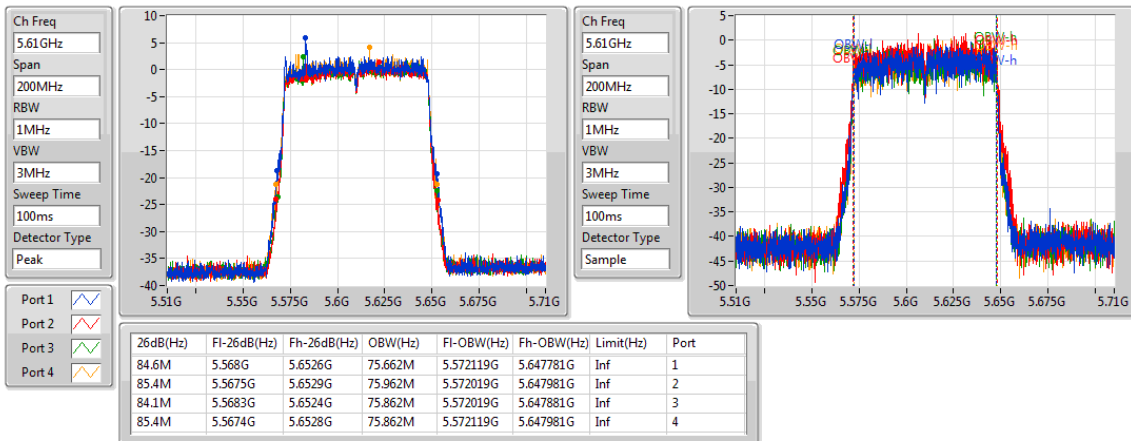 Ch Freq
5.61GHz
Span
200MHz
RBW
1MHz
VBW
3MHz
Sweep Time
100ms
Detector Type
Peak
10
5
0
-5
-10
-15
-20
-25
-30
-35
-40
5.51G 5.55G 5.575G 5.6G 5.625G 5.65G 5.675G 5.71G
Ch Freq
5.61GHz
Span
200MHz
RBW
1MHz
VBW
3MHz
Sweep Time
100ms
Detector Type
Sample
5
0
-5
-10
-15
-20
-25
-30
-35
-40
-45
-50
5.51G 5.55G 5.575G 5.6G 5.625G 5.65G 5.675G 5.71G
OBW-h
OBW-h
Port 1
Port 2
Port 3
Port 4
26dB(Hz) Fl-26dB(Hz) Fh-26dB(Hz) OBW(Hz) Fl-OBW(Hz) Fh-OBW(Hz) Limit(Hz) Port
84.6M 5.568G 5.6526G 75.662M 5.572119G 5.647781G Inf 1
85.4M 5.5675G 5.6529G 75.962M 5.572019G 5.647981G Inf 2
84.1M 5.5683G 5.6524G 75.862M 5.572019G 5.647881G Inf 3
85.4M 5.5674G 5.6528G 75.862M 5.572119G 5.647981G Inf 4